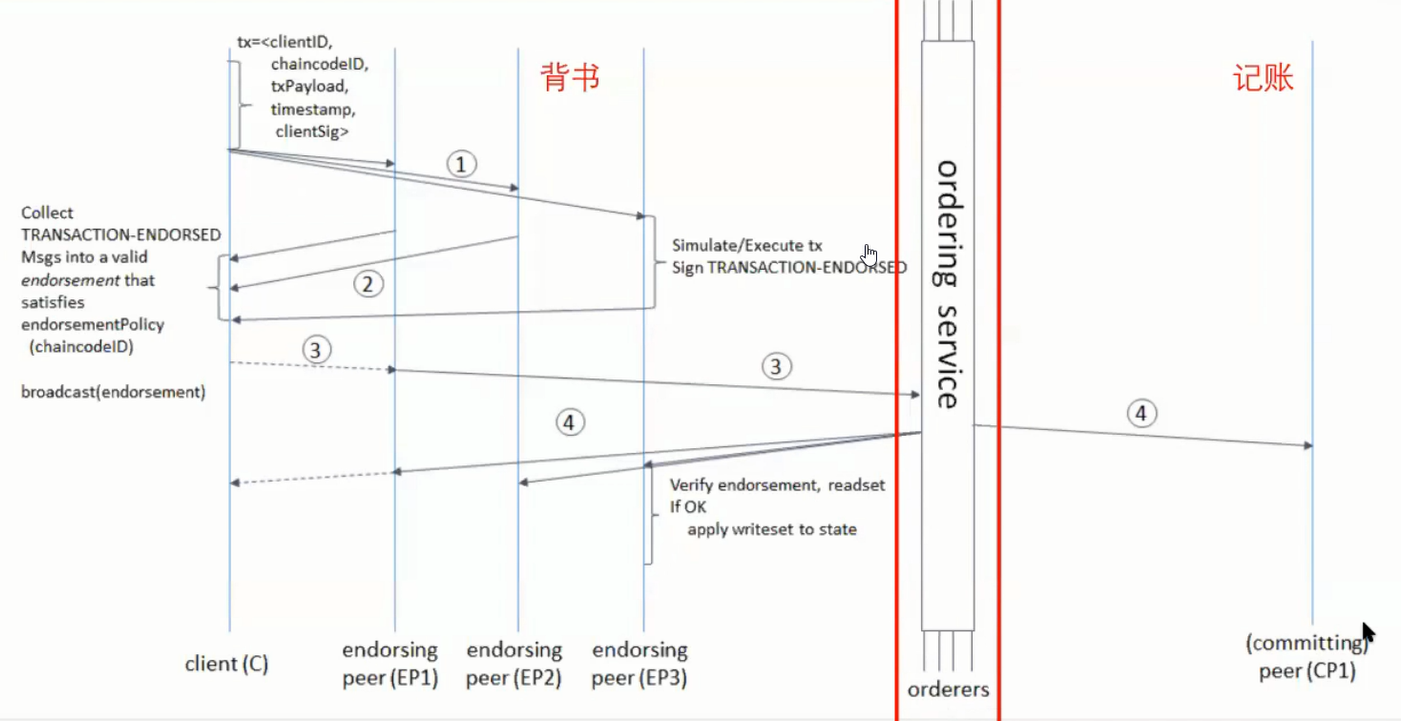 tx=<clientID,
chaincodeID,
txPayload,
timestamp,
clientSig>
背书
记账
①
Collect
TRANSACTION-ENDORSED
Msgs into a valid
endorsement that
satisfies
endorsementPolicy
(chaincodeID)
Simulate/Execute tx
Sign TRANSACTION-ENDORSED
ordering service
②
③
③
broadcast(endorsement)
④
④
Verify endorsement, readset
If OK
apply writeset to state
client (C)
endorsing
peer (EP1)
endorsing
peer (EP2)
endorsing
peer (EP3)
orderers
(committing)
peer (CP1)